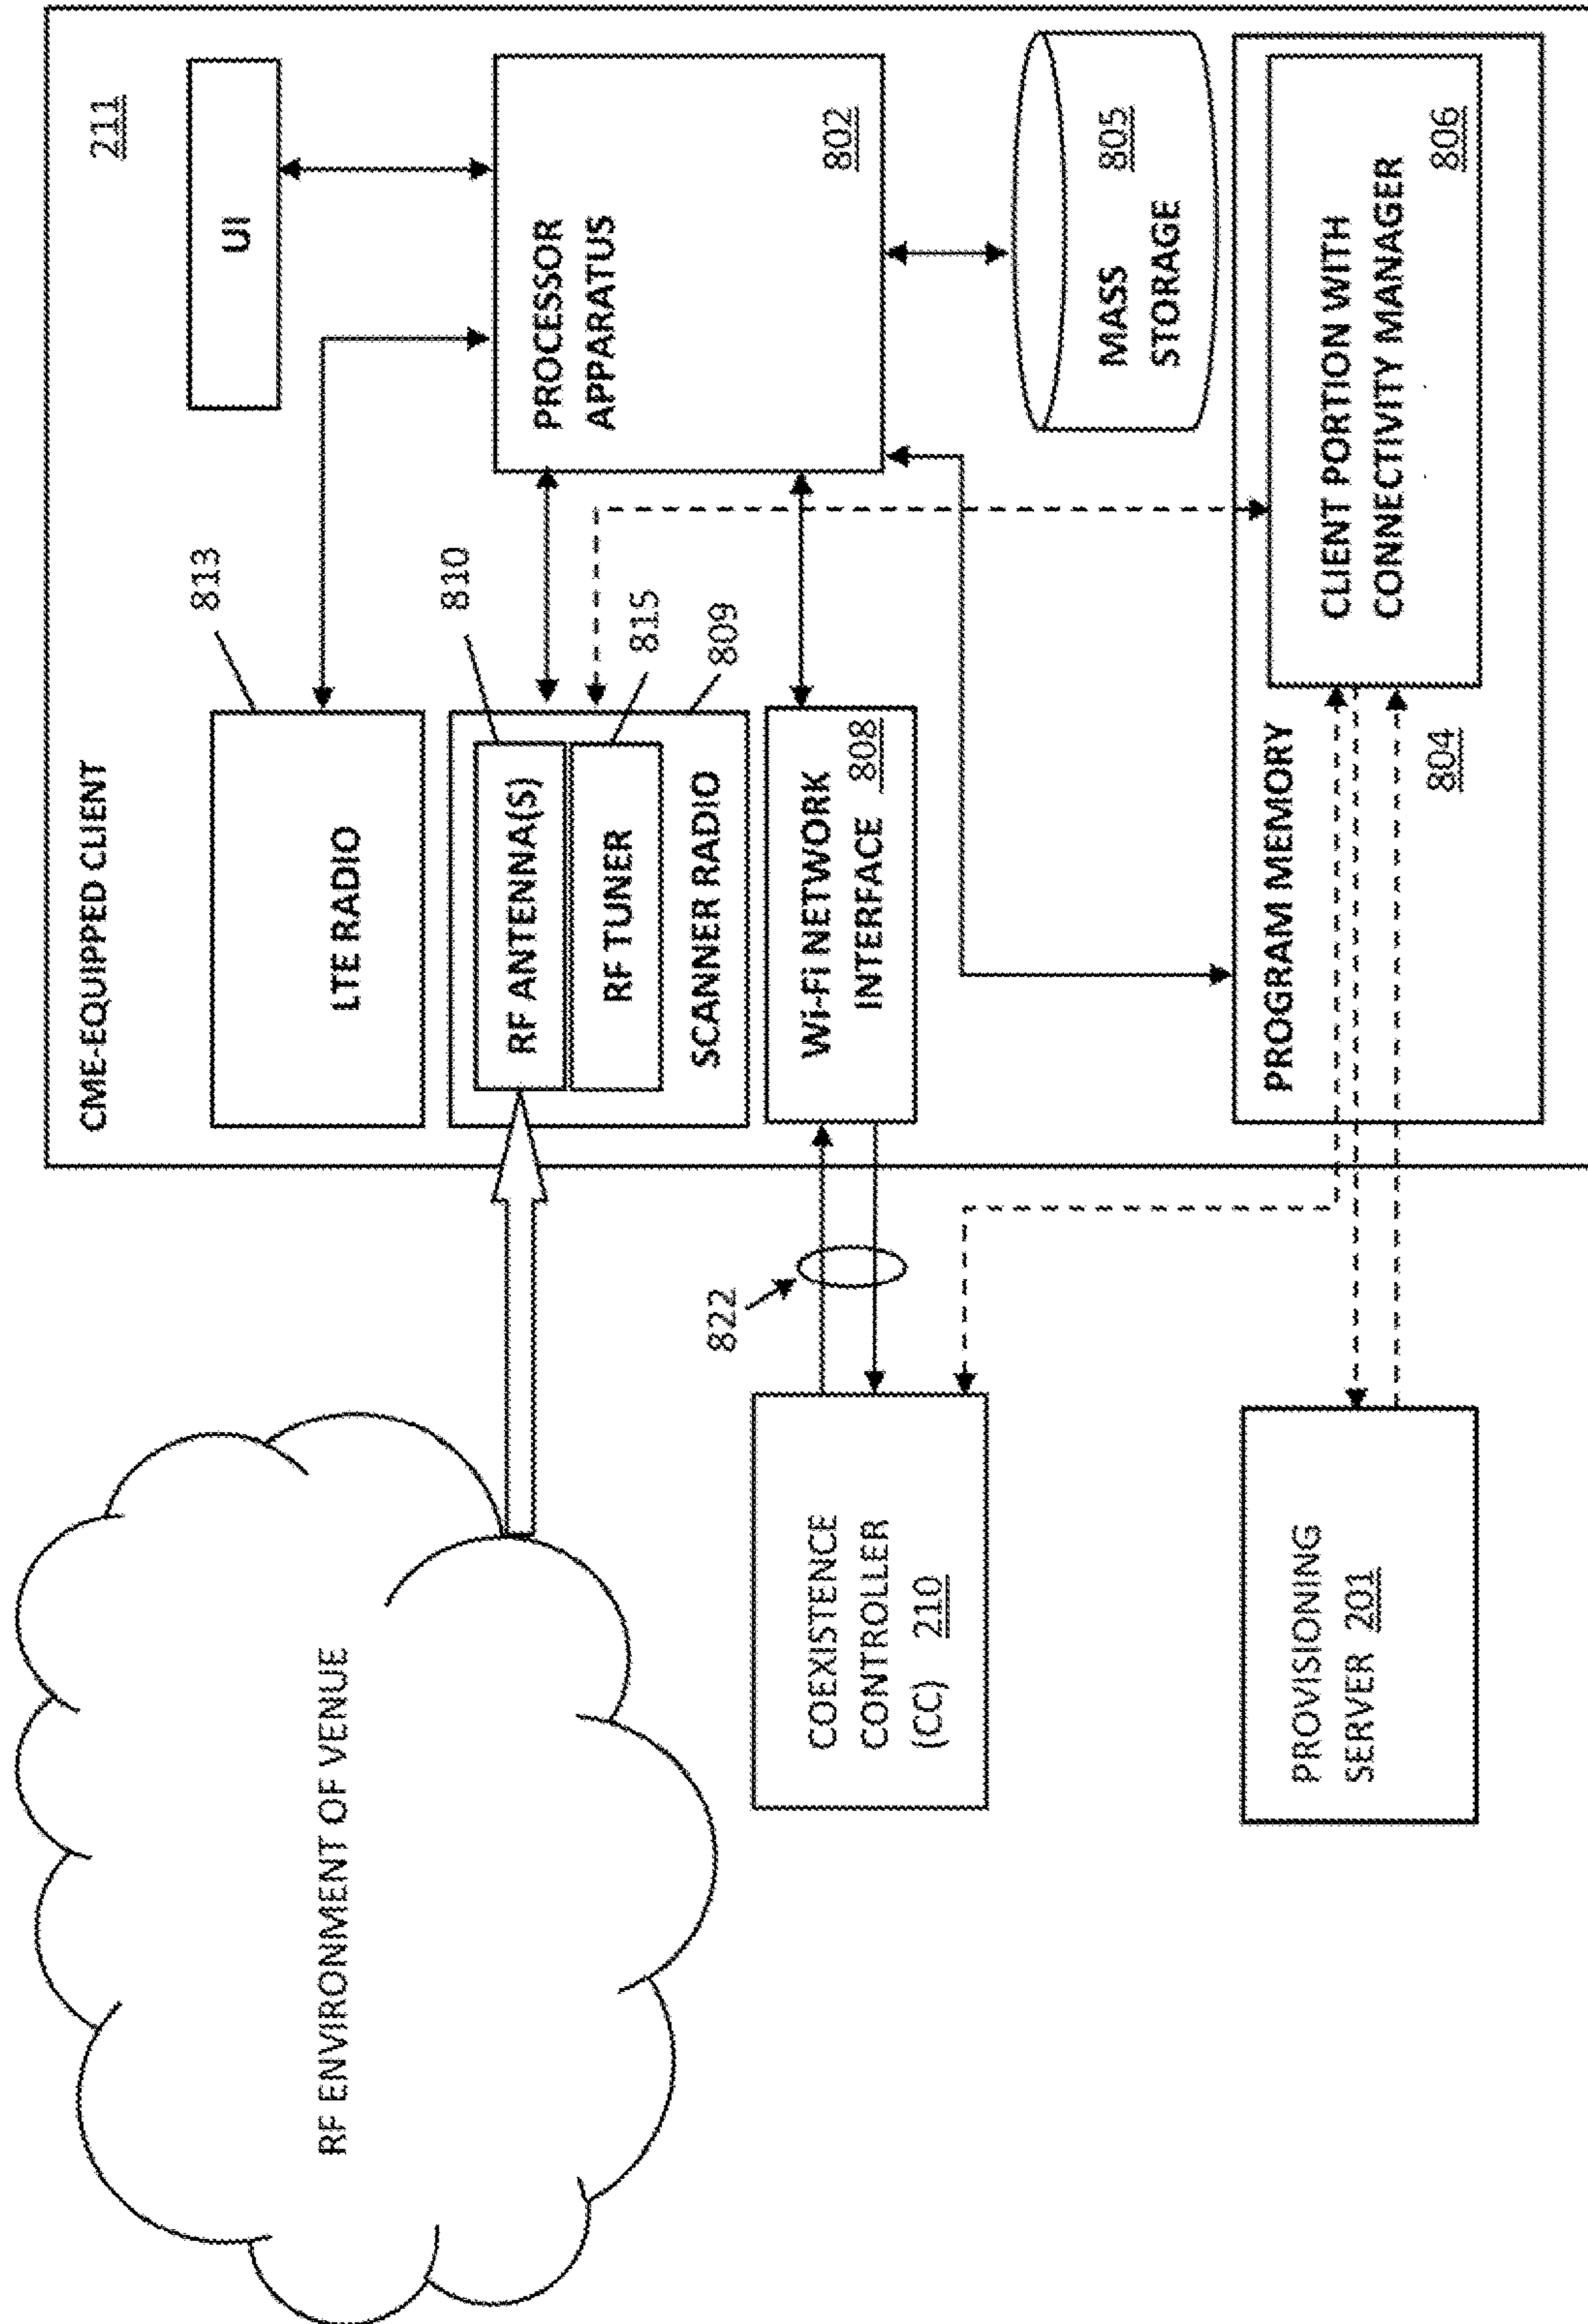 CME-EQUIPPED CLIENT
211
813
LTE RADIO
UI
810
RF ANTENNA(S)
815
RF TUNER
809
SCANNER RADIO
PROCESSOR
APPARATUS
802
Wi-Fi NETWORK
INTERFACE 808
MASS
STORAGE
805
PROGRAM MEMORY
804
CLIENT PORTION WITH
CONNECTIVITY MANAGER
806
RF ENVIRONMENT OF VENUE
822
COEXISTENCE
CONTROLLER
(CC) 210
PROVISIONING
SERVER 201